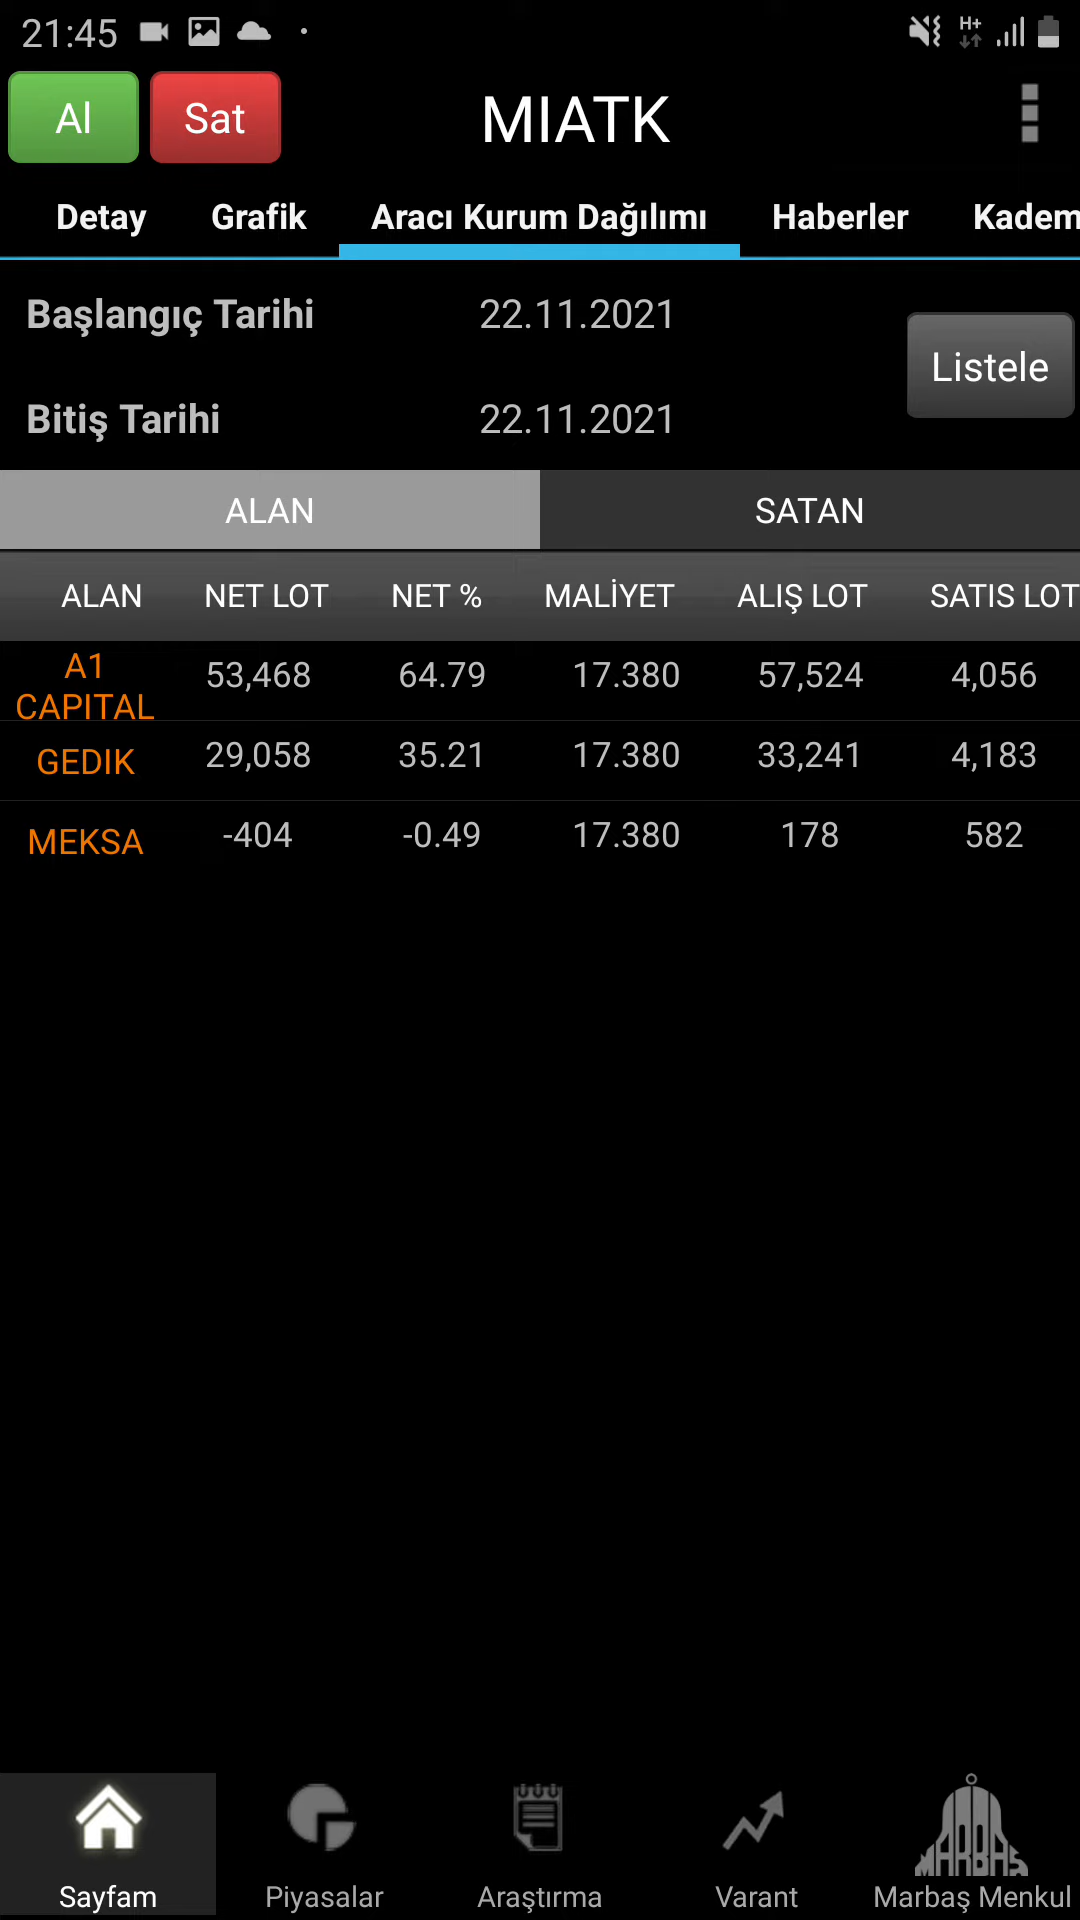 21:45 H+
Al Sat MIATK
Detay Grafik Aracı Kurum Dağılımı Haberler Kadem
Başlangıç Tarihi 22.11.2021
Listele
Bitiş Tarihi 22.11.2021
ALAN SATAN
ALAN NET LOT NET % MALİYET ALIŞ LOT SATIS LOT
A1 CAPITAL 53,468 64.79 17.380 57,524 4,056
GEDIK 29,058 35.21 17.380 33,241 4,183
MEKSA -404 -0.49 17.380 178 582
MARBAŞ
Sayfam Piyasalar Araştırma Varant Marbaş Menkul